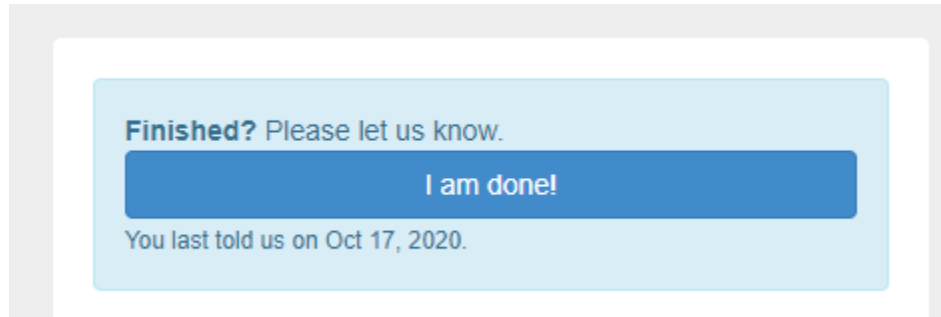 Finished? Please let us know.
I am done!
You last told us on Oct 17, 2020.